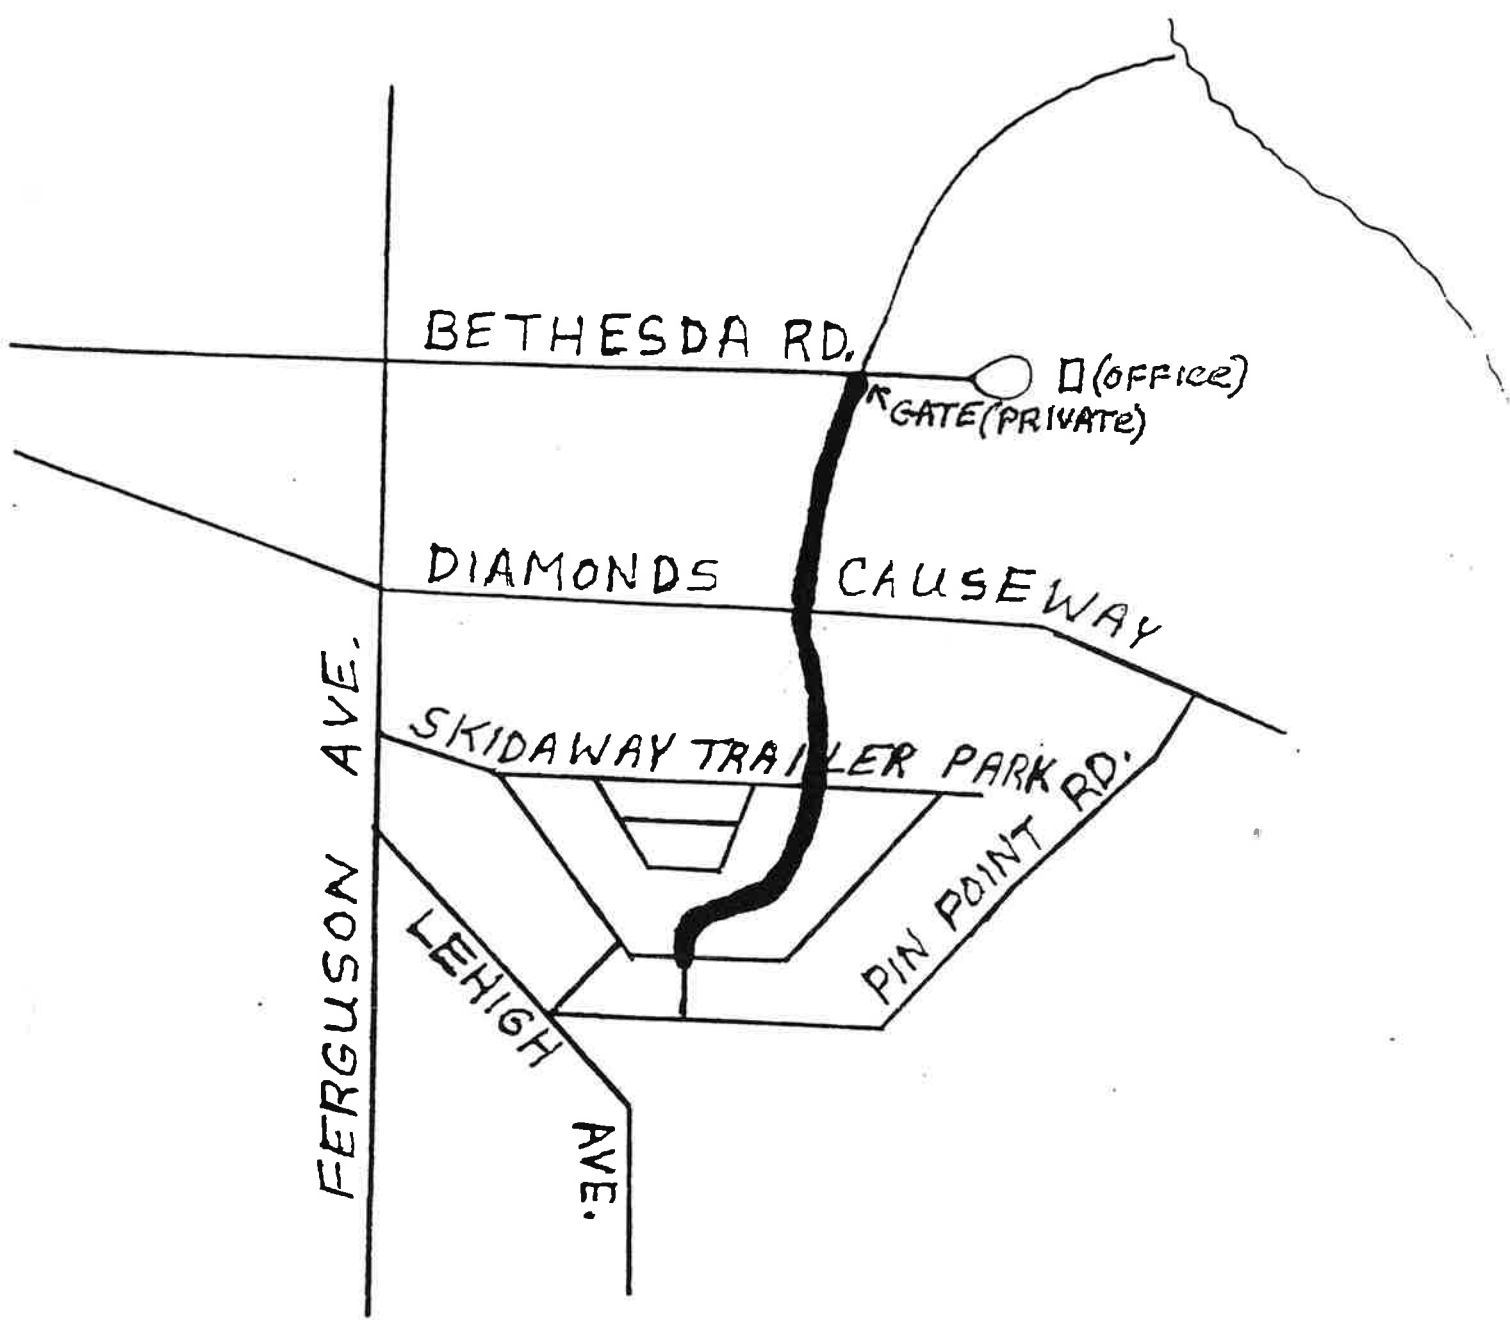 BETHESDA RD.
(OFFICE)
GATE (PRIVATE)
DIAMONDS CAUSEWAY
SKIDAWAY TRAILER PARK
PIN POINT RD.
FERGUSON AVE.
LEHIGH AVE.